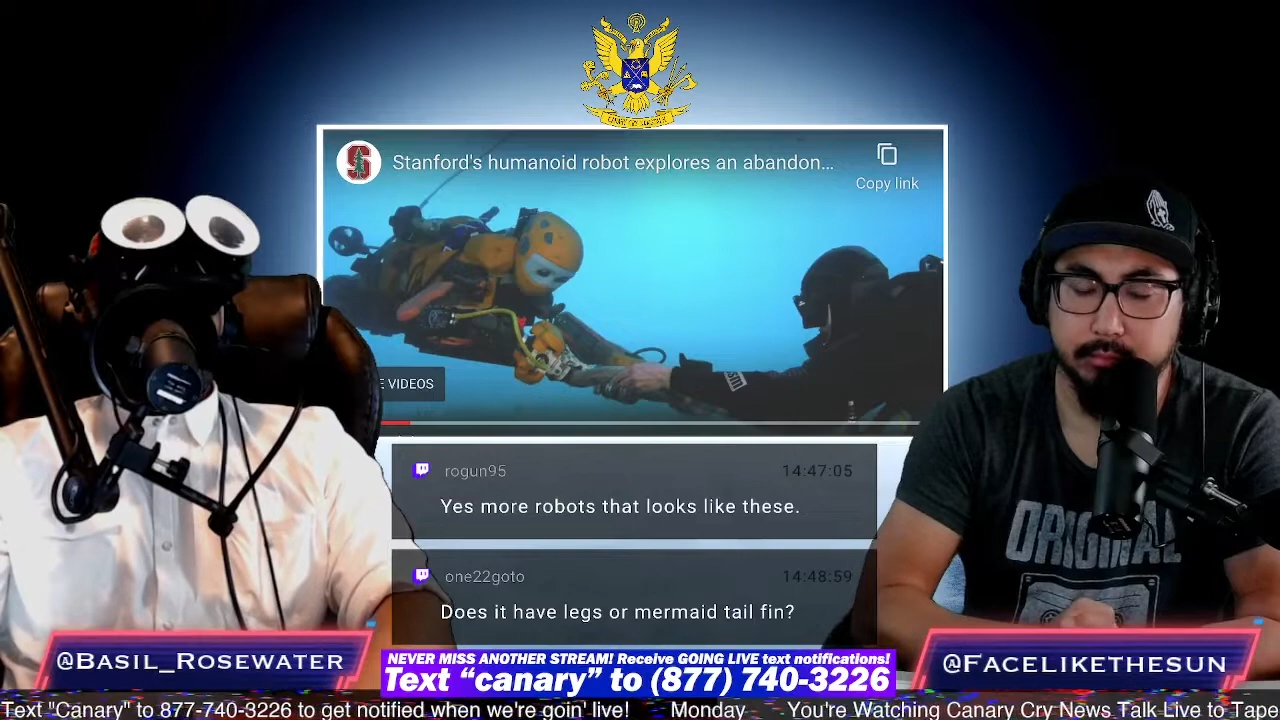 Stanford's humanoid robot explores an abandon...
Copy link
E VIDEOS
rogun95
14:47:05
Yes more robots that looks like these.
one22goto
14:48:59
Does it have legs or mermaid tail fin?
ORIGINAL
@BASIL_ROSEWATER
NEVER MISS ANOTHER STREAM! Receive GOING LIVE text notifications!
Text “canary” to (877) 740-3226
@FACELIKETHESUN
Text "Canary" to 877-740-3226 to get notified when we're goin' live! Monday You're Watching Canary Cry News Talk Live to Tape